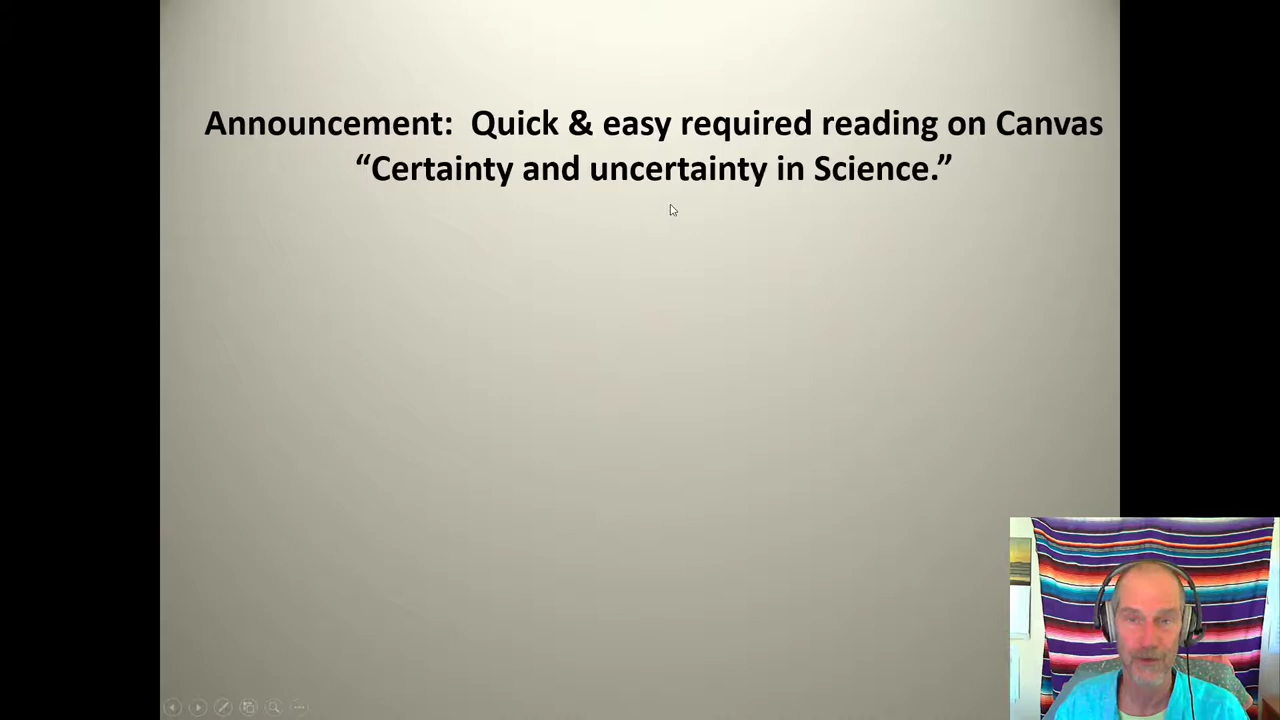 Announcement:  Quick & easy required reading on Canvas
“Certainty and uncertainty in Science.”